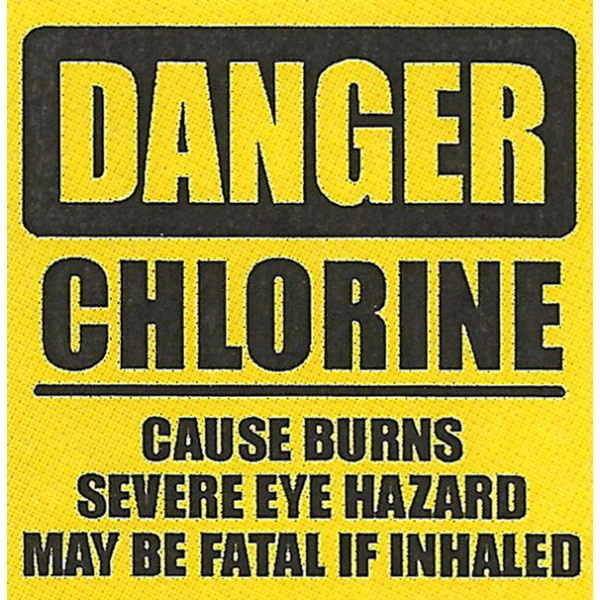 DANGER
CHLORINE
CAUSE BURNS
SEVERE EYE HAZARD
MAY BE FATAL IF INHALED